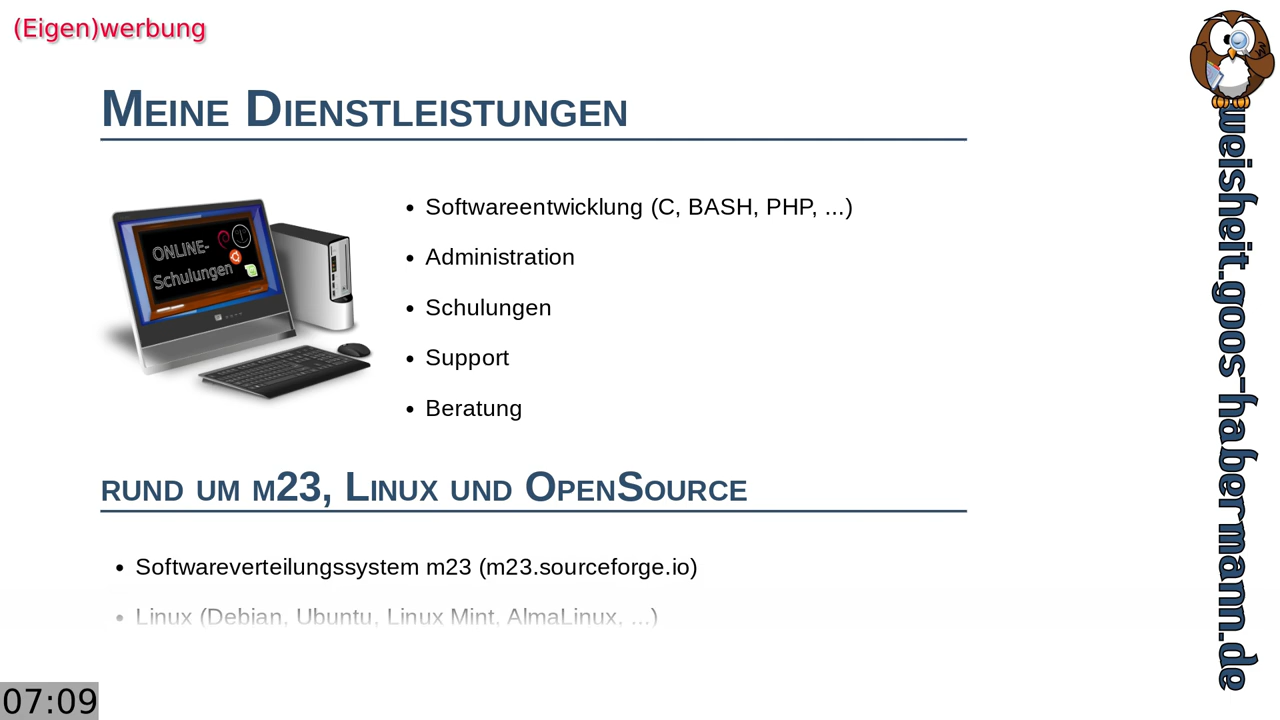 (Eigen)werbung
Meine Dienstleistungen
ONLINE-
Schulungen
• Softwareentwicklung (C, BASH, PHP, ...)
• Administration
• Schulungen
• Support
• Beratung
rund um m23, Linux und OpenSource
• Softwareverteilungssystem m23 (m23.sourceforge.io)
• Linux (Debian, Ubuntu, Linux Mint, AlmaLinux, ...)
weisheit.goos-habermann.de
07:09